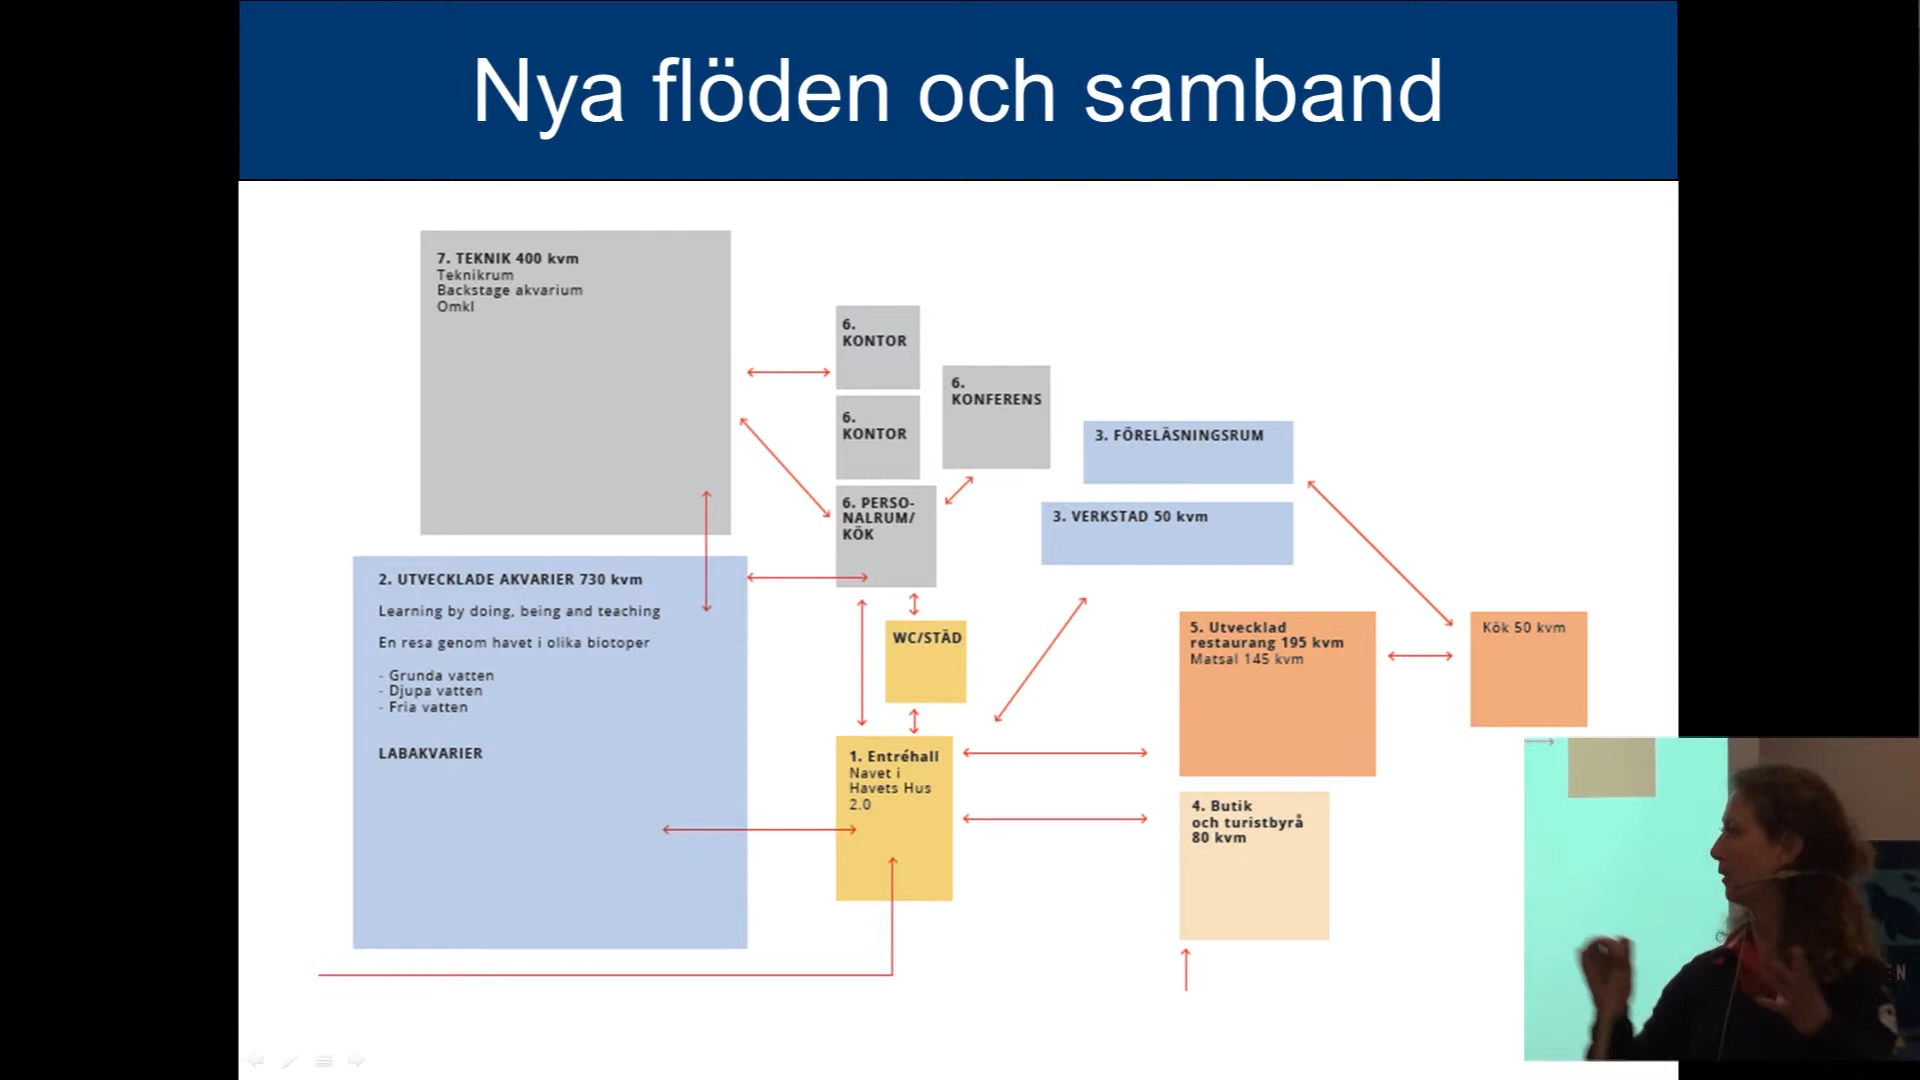 Nya flöden och samband
7. TEKNIK 400 kvm
Teknikrum
Backstage akvarium
Omkl
6.
KONTOR
6.
KONTOR
6.
KONFERENS
6. PERSO-
NALRUM/
KÖK
3. FÖRELÄSNINGSRUM
3. VERKSTAD 50 kvm
2. UTVECKLADE AKVARIER 730 kvm
Learning by doing, being and teaching
En resa genom havet i olika biotoper
- Grunda vatten
- Djupa vatten
- Fria vatten
LABAKVARIER
WC/STÄD
1. Entréhall
Navet i
Havets Hus
2.0
5. Utvecklad
restaurang 195 kvm
Matsal 145 kvm
Kök 50 kvm
4. Butik
och turistbyrå
80 kvm